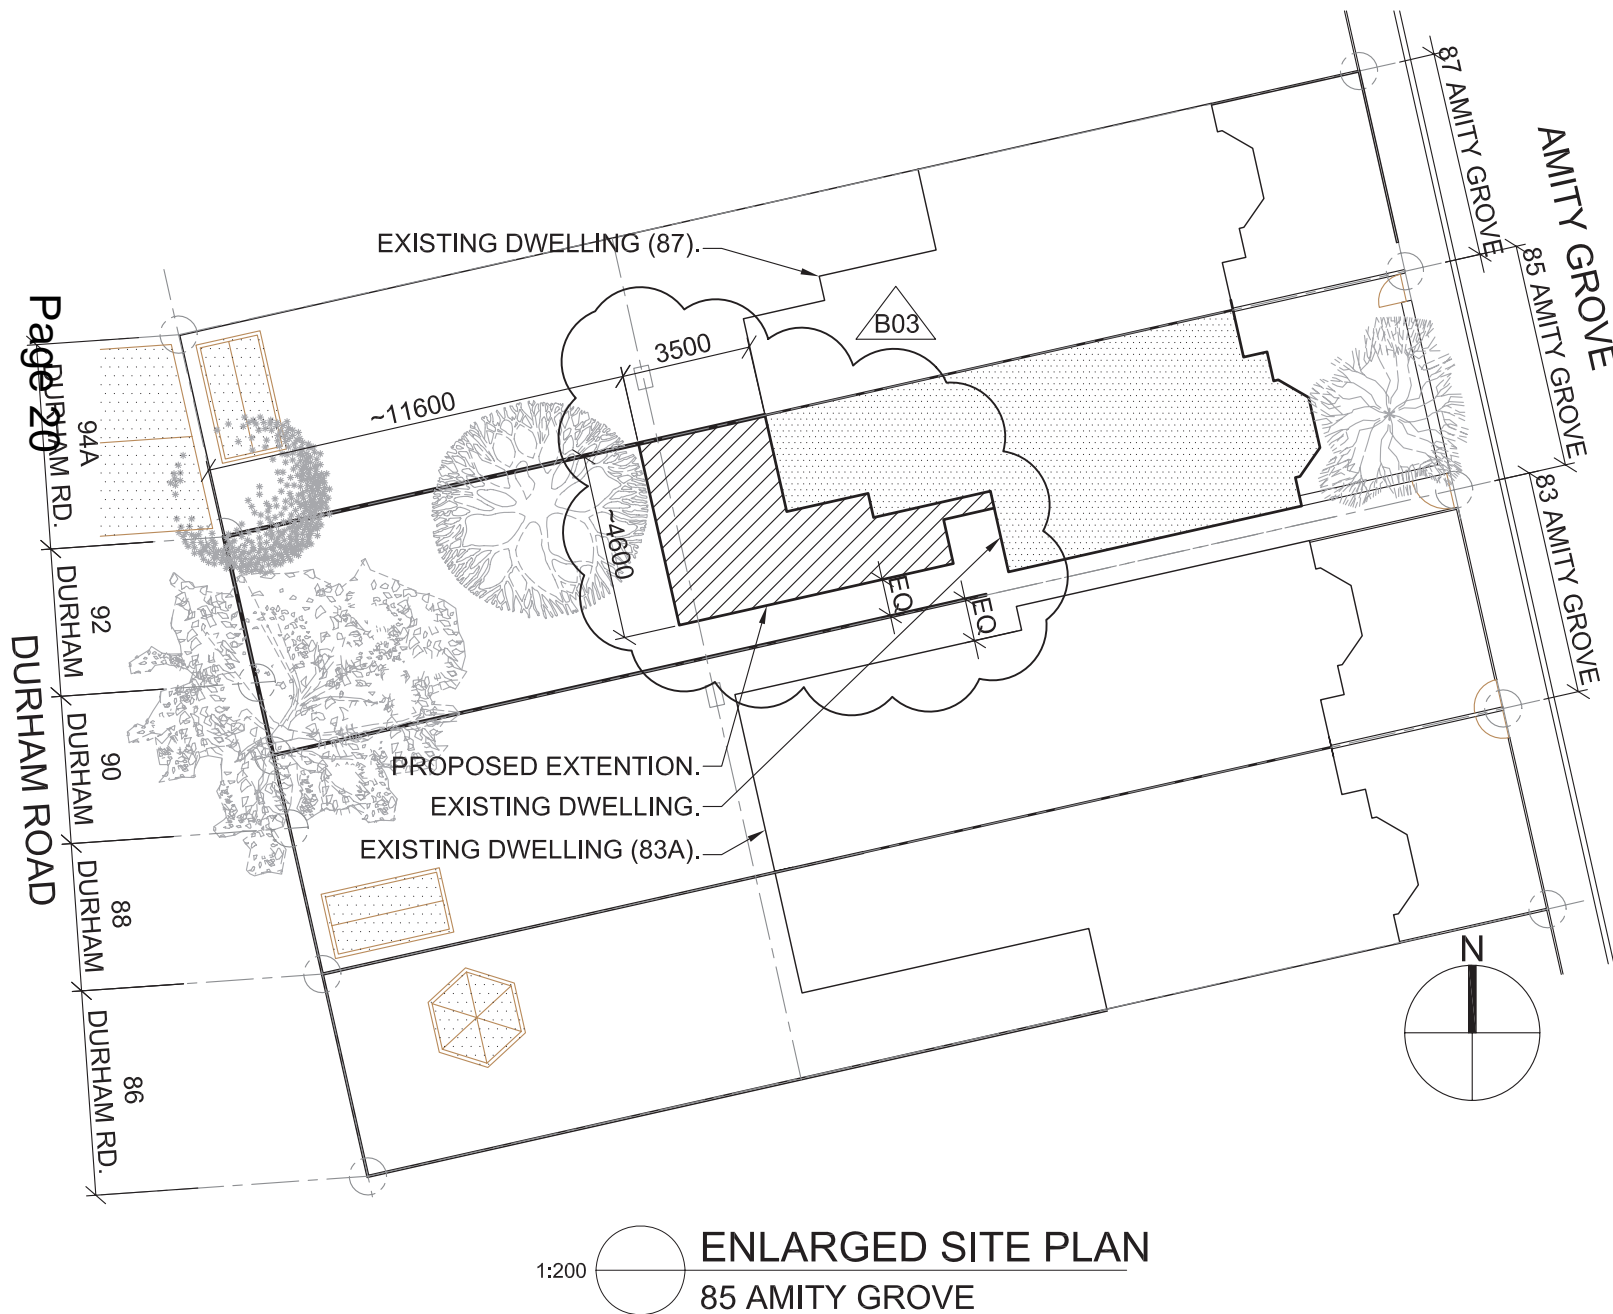 87 AMITY GROVE
AMITY GROVE
85 AMITY GROVE
83 AMITY GROVE
EXISTING DWELLING (87).
B03
3500
~11600
~4600
EQ
EQ
Page 20
94A
DURHAM RD.
92
DURHAM
90
DURHAM
DURHAM ROAD
88
DURHAM
86
DURHAM RD.
PROPOSED EXTENTION.
EXISTING DWELLING.
EXISTING DWELLING (83A).
N
1:200
ENLARGED SITE PLAN
85 AMITY GROVE